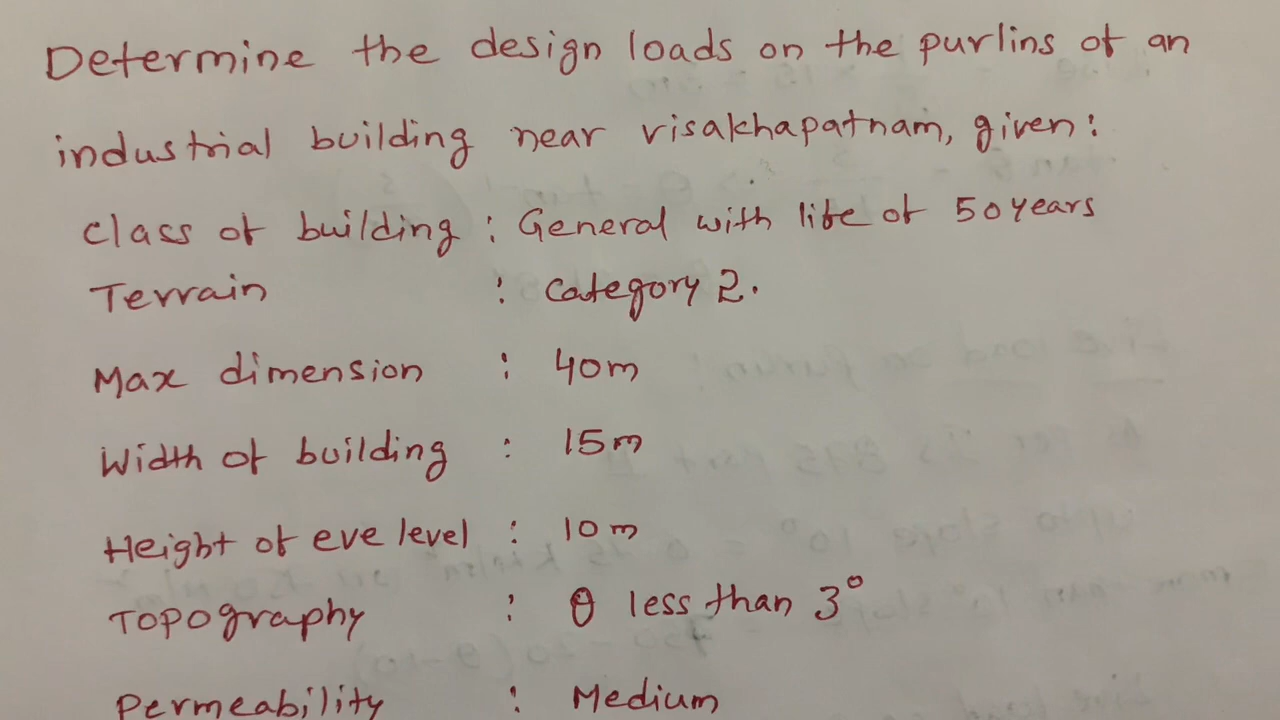 Determine the design loads on the purlins of an
industrial building near visakhapatnam, given:
class of building : General with life of 50 years
Terrain : category 2.
Max dimension : 40m
Width of building : 15m
Height of eve level : 10m
Topography : θ less than 3°
Permeability : Medium